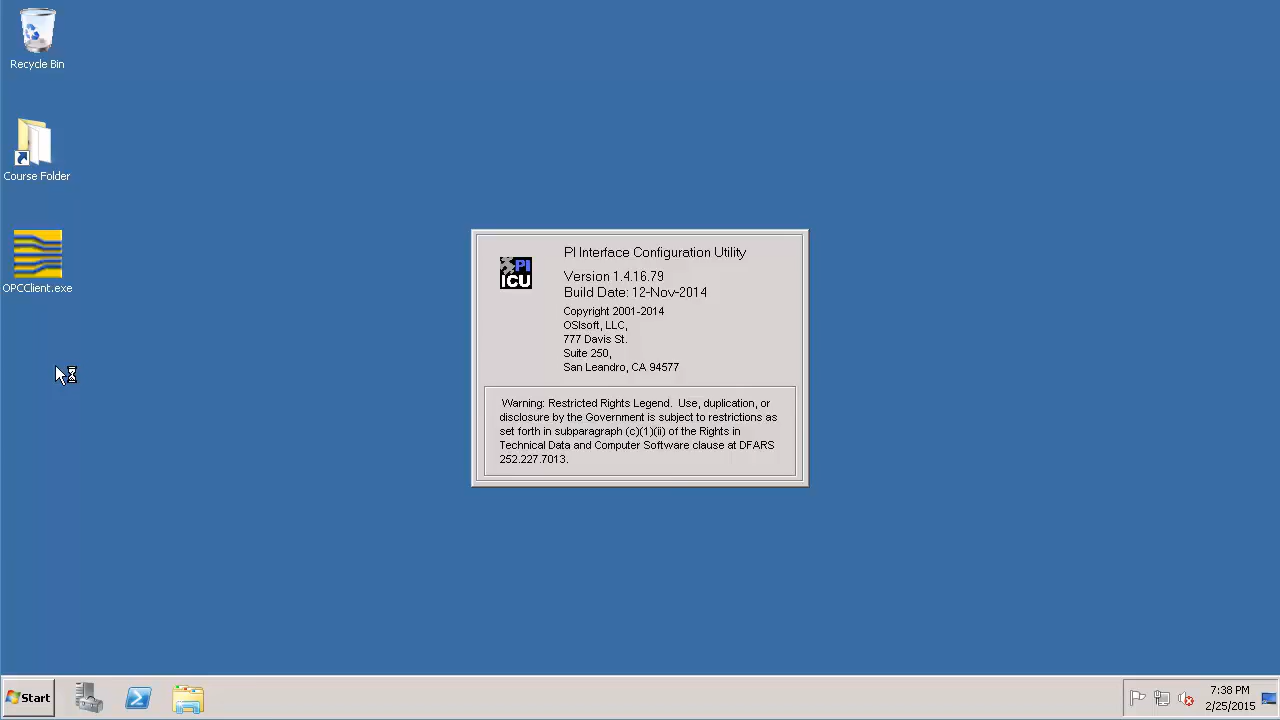 Recycle Bin
Course Folder
OPCClient.exe
PI
ICU
PI Interface Configuration Utility
Version 1.4.16.79
Build Date: 12-Nov-2014
Copyright 2001-2014
OSIsoft, LLC,
777 Davis St.
Suite 250,
San Leandro, CA 94577
Warning: Restricted Rights Legend. Use, duplication, or
disclosure by the Government is subject to restrictions as
set forth in subparagraph (c)(1)(ii) of the Rights in
Technical Data and Computer Software clause at DFARS
252.227.7013.
Start
7:38 PM
2/25/2015